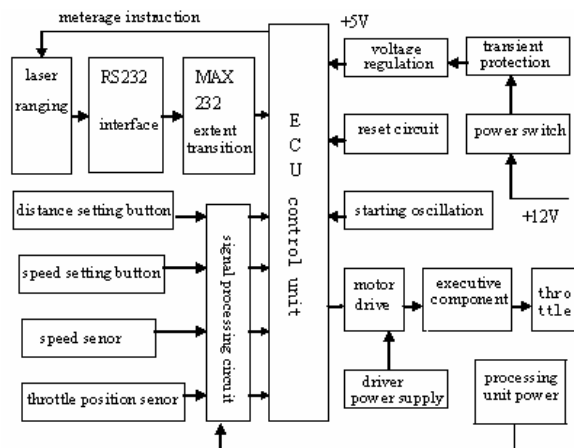 meterage instruction
laser
ranging
RS232
interface
MAX
232
extent
transition
ECU control unit
+5V
voltage
regulation
transient
protection
reset circuit
power switch
+12V
starting oscillation
distance setting button
speed setting button
speed senor
throttle position senor
signal processing circuit
motor
drive
executive
component
thro
ttle
driver
power supply
processing
unit power